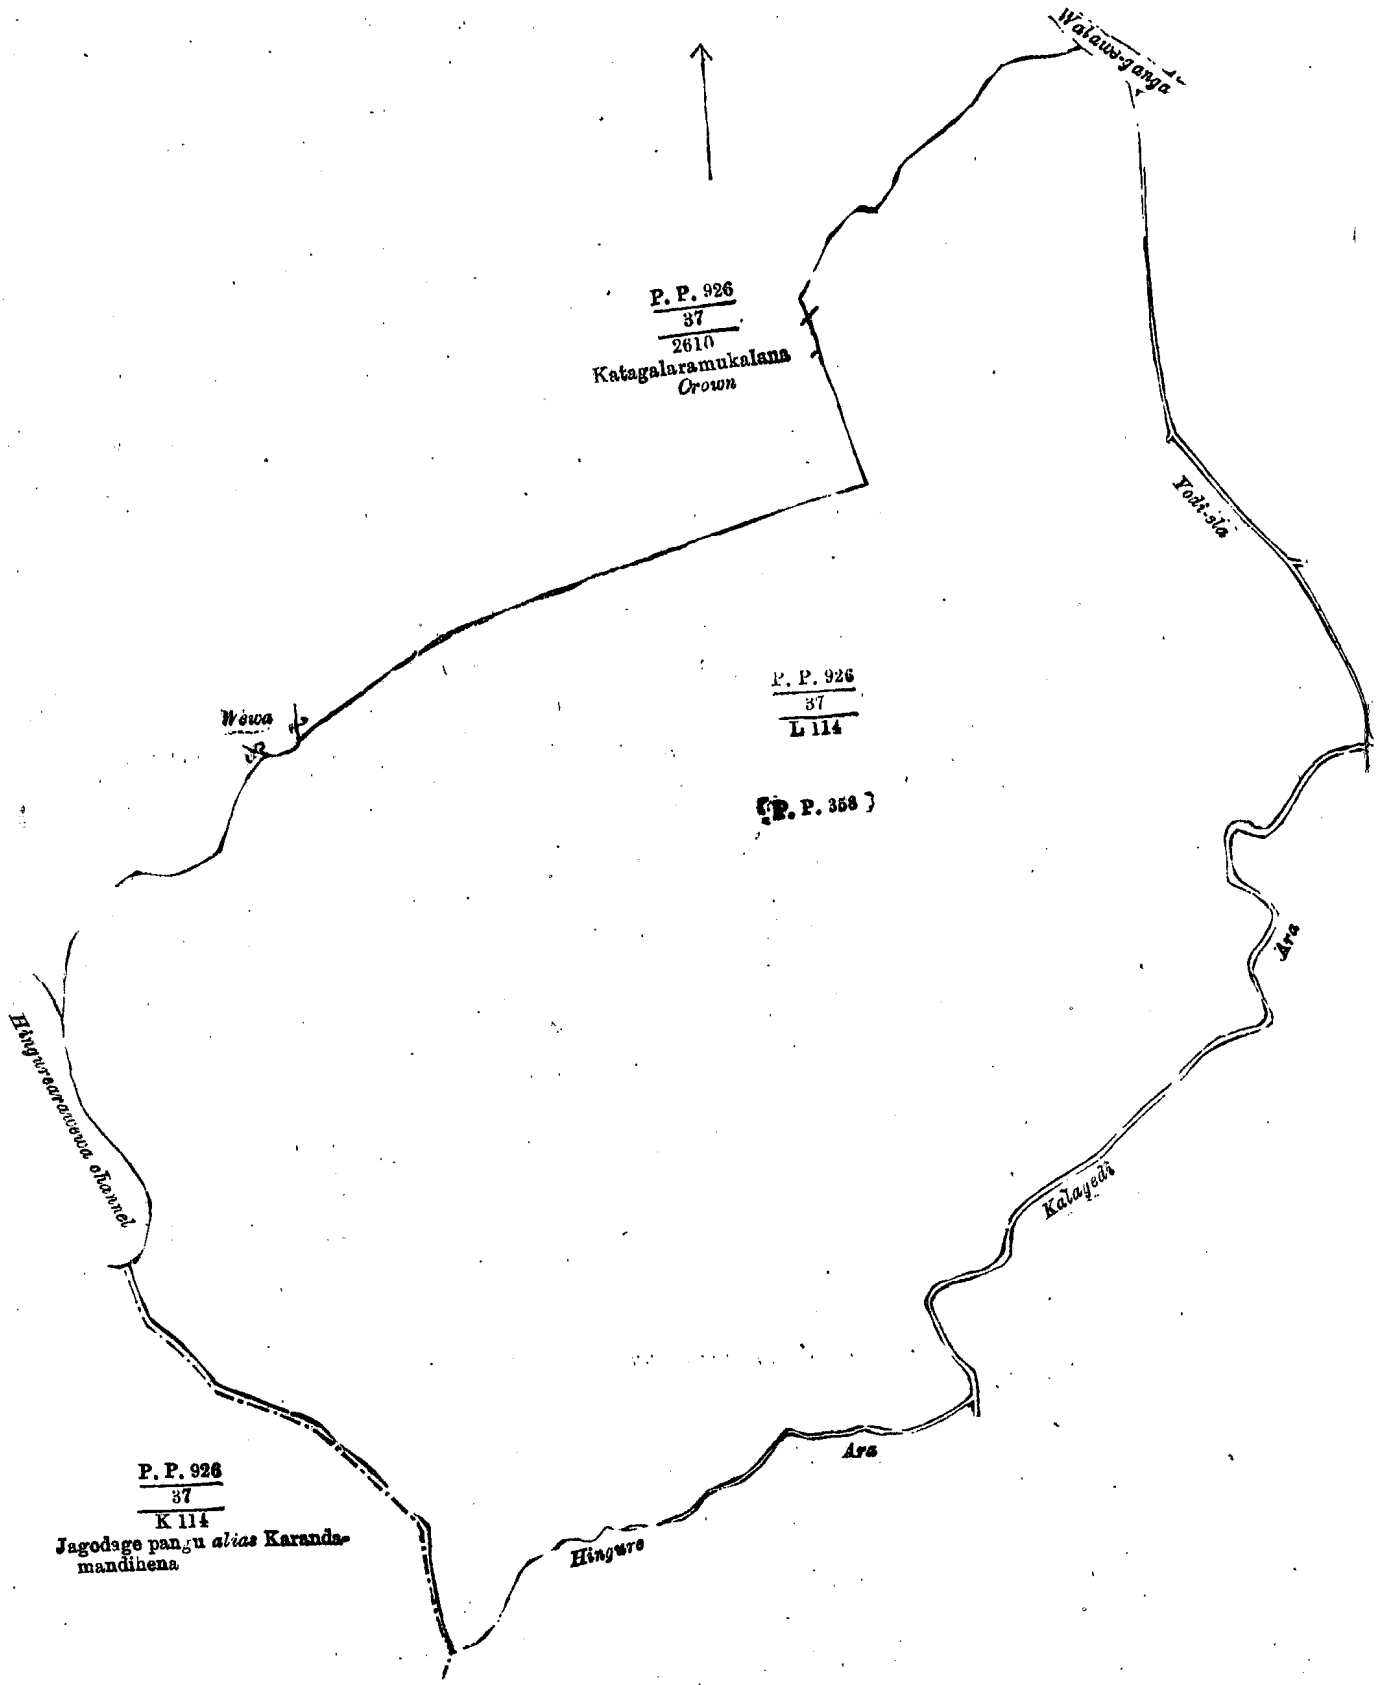 Walawe-ganga
P. P. 926
37
2610
Katagalaramukalana
Crown
Yodi-ela
P. P. 926
37
L 114
Wewa
{P. P. 358}
Ara
Hingurearawewa channel
Kalayedi
Ara
P. P. 926
37
K 114
Jagodage pangu alias Karanda-
mandihena
Hingure